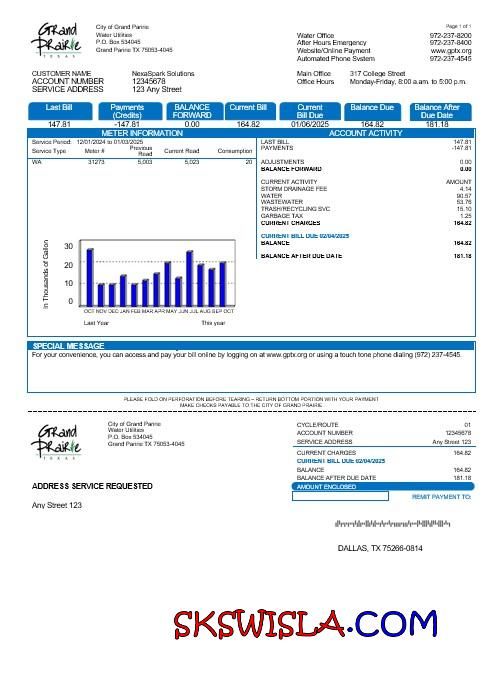 Grand
Prairie
TEXAS
City of Grand Pairie
Water Utilities
P.O. Box 534045
Grand Prairie TX 75053-4045
Page 1 of 1
Water Office 972-237-8200
After Hours Emergency 972-237-8400
Website/Online Payment www.gptx.org
Automated Phone System 972-237-4545
CUSTOMER NAME NexaSpark Solutions
ACCOUNT NUMBER 12345678
SERVICE ADDRESS 123 Any Street
Main Office 317 College Street
Office Hours Monday-Friday, 8:00 a.m. to 5:00 p.m.
Last Bill Payments (Credits) BALANCE FORWARD Current Bill Current Bill Due Balance Due Balance After Due Date
147.81 -147.81 0.00 164.82 01/06/2025 164.82 181.18
METER INFORMATION
Service Period: 12/01/2024 to 01/03/2025
Service Type Meter # Previous Read Current Read Consumption
WA 31273 5,003 5,023 20
In Thousands of Gallon
30
20
10
0
OCT NOV DEC JAN FEB MAR APR MAY JUN JUL AUG SEP OCT
Last Year This year
ACCOUNT ACTIVITY
LAST BILL 147.81
PAYMENTS -147.81
ADJUSTMENTS 0.00
BALANCE FORWARD 0.00
CURRENT ACTIVITY AMOUNT
STORM DRAINAGE FEE 4.14
WATER 90.57
WASTEWATER 53.76
TRASH/RECYCLING SVC 15.10
GARBAGE TAX 1.25
CURRENT CHARGES 164.82
CURRENT BILL DUE 02/04/2025
BALANCE 164.82
BALANCE AFTER DUE DATE 181.18
SPECIAL MESSAGE
For your convenience, you can access and pay your bill online by logging on at www.gptx.org or using a touch tone phone dialing (972) 237-4545.
PLEASE FOLD ON PERFORATION BEFORE TEARING – RETURN BOTTOM PORTION WITH YOUR PAYMENT
MAKE CHECKS PAYABLE TO THE CITY OF GRAND PRAIRIE
Grand
Prairie
TEXAS
City of Grand Pairie
Water Utilities
P.O. Box 534045
Grand Prairie TX 75053-4045
CYCLE/ROUTE 01
ACCOUNT NUMBER 12345678
SERVICE ADDRESS Any Street 123
CURRENT CHARGES 164.82
CURRENT BILL DUE 02/04/2025
BALANCE 164.82
BALANCE AFTER DUE DATE 181.18
AMOUNT ENCLOSED
REMIT PAYMENT TO:
ADDRESS SERVICE REQUESTED
Any Street 123
DALLAS, TX 75266-0814
SKSWISLA.COM